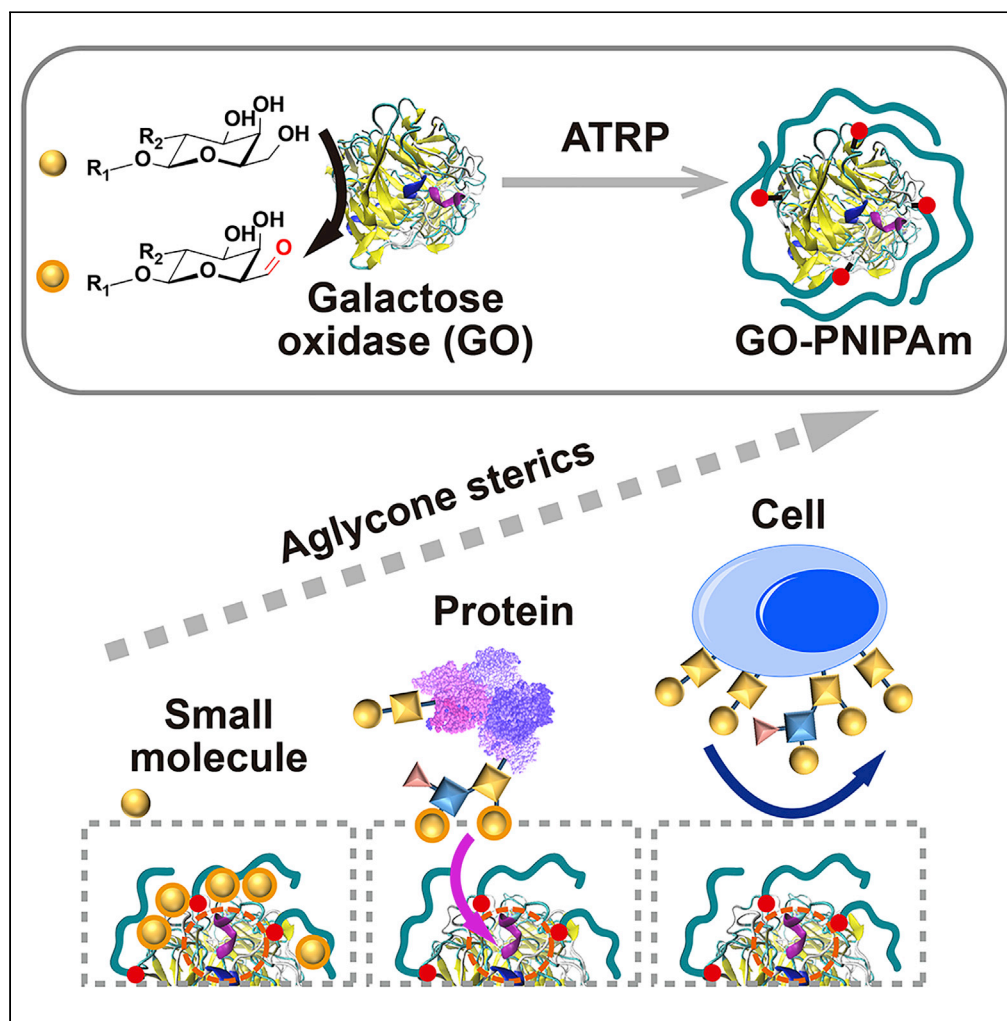 OH
OH
R2
OH
R1
O
O
ATRP
OH
OH
O
R2
R1
O
O
Galactose
oxidase (GO)
GO-PNIPAm
Aglycone sterics
Cell
Protein
Small
molecule